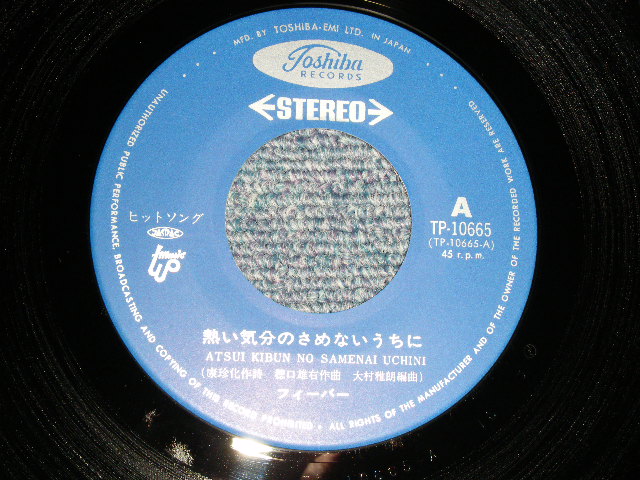 MFD. BY TOSHIBA-EMI LTD. IN JAPAN
Toshiba
RECORDS
STEREO
A
TP-10665
(TP-10665-A)
45 r.p.m.
ヒットソング
music
熱い気分のさめないうちに
ATSUI KIBUN NO SAMENAI UCHINI
(康珍化作詩 樋口雄右作曲 大村雅朗編曲)
フィーバー
UNAUTHORIZED PUBLIC PERFORMANCE, BROADCASTING AND COPYING OF THIS RECORD PROHIBITED
ALL RIGHTS OF THE MANUFACTURER AND OF THE OWNER OF THE RECORDED WORK ARE RESERVED